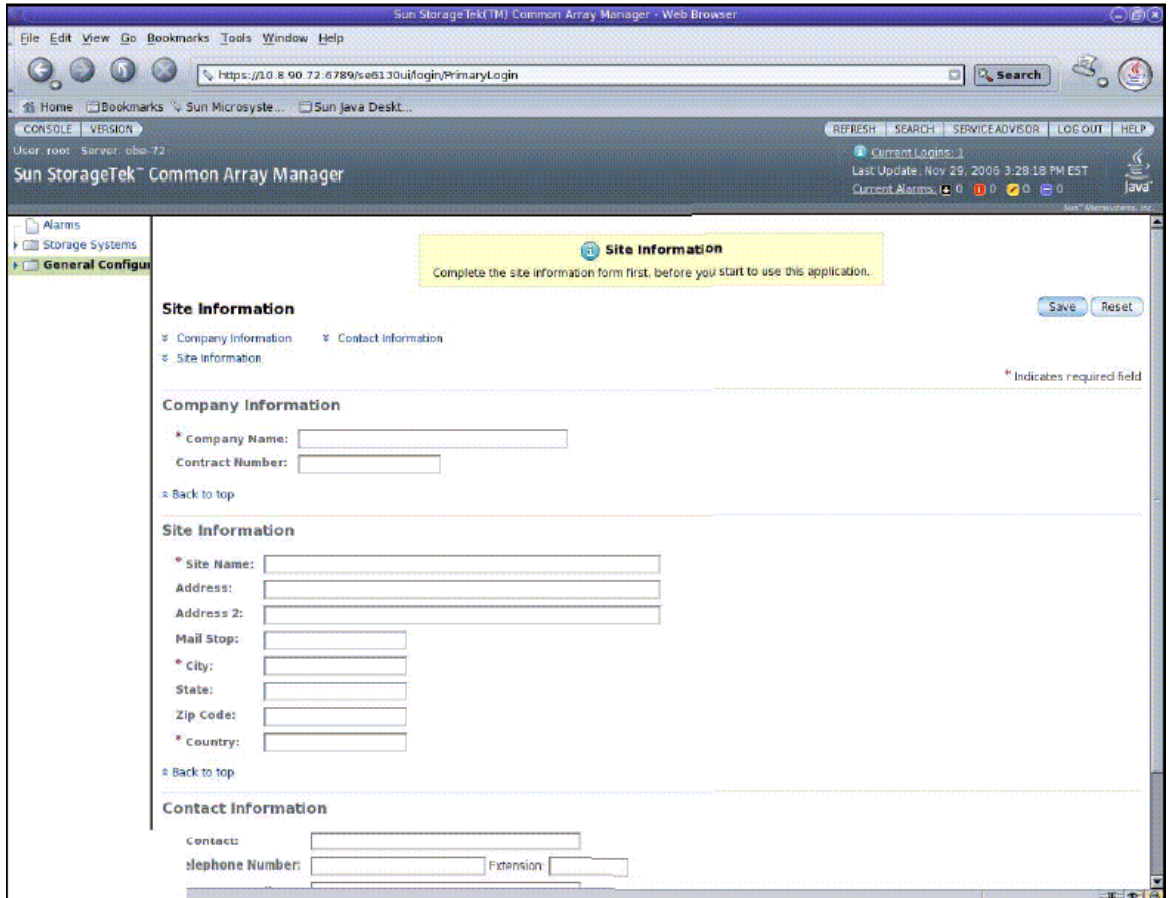 Sun StorageTek(TM) Common Array Manager - Web Browser
File Edit View Go Bookmarks Tools Window Help
https://10.8.90.72:6789/se6130ui/login/PrimaryLogin Search
Home Bookmarks Sun Microsyste... Sun Java Deskt...
CONSOLE VERSION REFRESH SEARCH SERVICE ADVISOR LOG OUT HELP
User: root Server:
Current Logins: 1
Sun StorageTek™ Common Array Manager
Last Update: Nov 29, 2006 3:28:18 PM EST
Current Alarms: 0 0 0 0
Java
Sun™ Microsystems, Inc.
Alarms
Storage Systems
General Configu
Site Information
Complete the site information form first, before you start to use this application.
Site Information Save Reset
Company Information Contact Information
Site Information
* Indicates required field
Company Information
* Company Name:
Contract Number:
Back to top
Site Information
* Site Name:
Address:
Address 2:
Mail Stop:
* City:
State:
Zip Code:
* Country:
Back to top
Contact Information
Contact:
elephone Number: Extension: